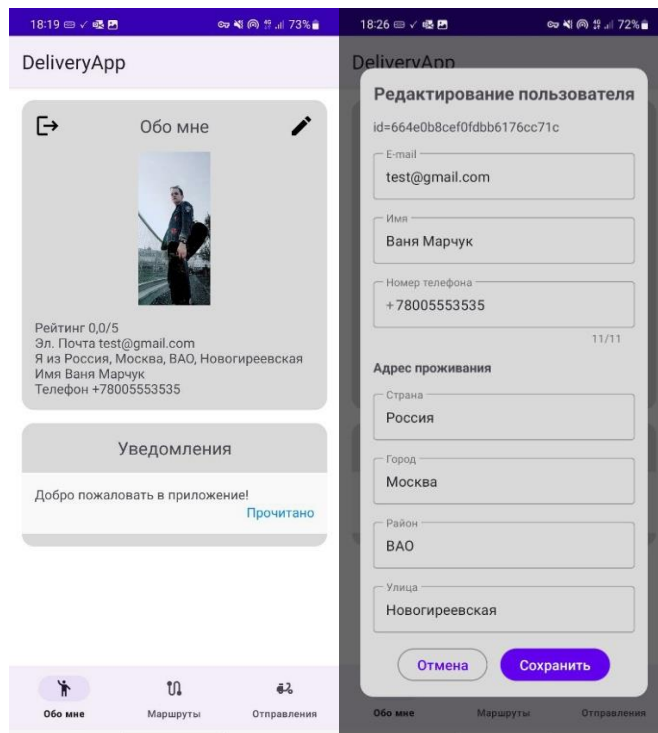 18:19
73%
DeliveryApp
Обо мне
Рейтинг 0,0/5
Эл. Почта test@gmail.com
Я из Россия, Москва, ВАО, Новогиреевская
Имя Ваня Марчук
Телефон +78005553535
Уведомления
Добро пожаловать в приложение!
Прочитано
Обо мне
Маршруты
Отправления
18:26
72%
DeliveryApp
Редактирование пользователя
id=664e0b8cef0fdbb6176cc71c
E-mail
test@gmail.com
Имя
Ваня Марчук
Номер телефона
+78005553535
11/11
Адрес проживания
Страна
Россия
Город
Москва
Район
ВАО
Улица
Новогиреевская
Отмена
Сохранить
Обо мне
Маршруты
Отправления